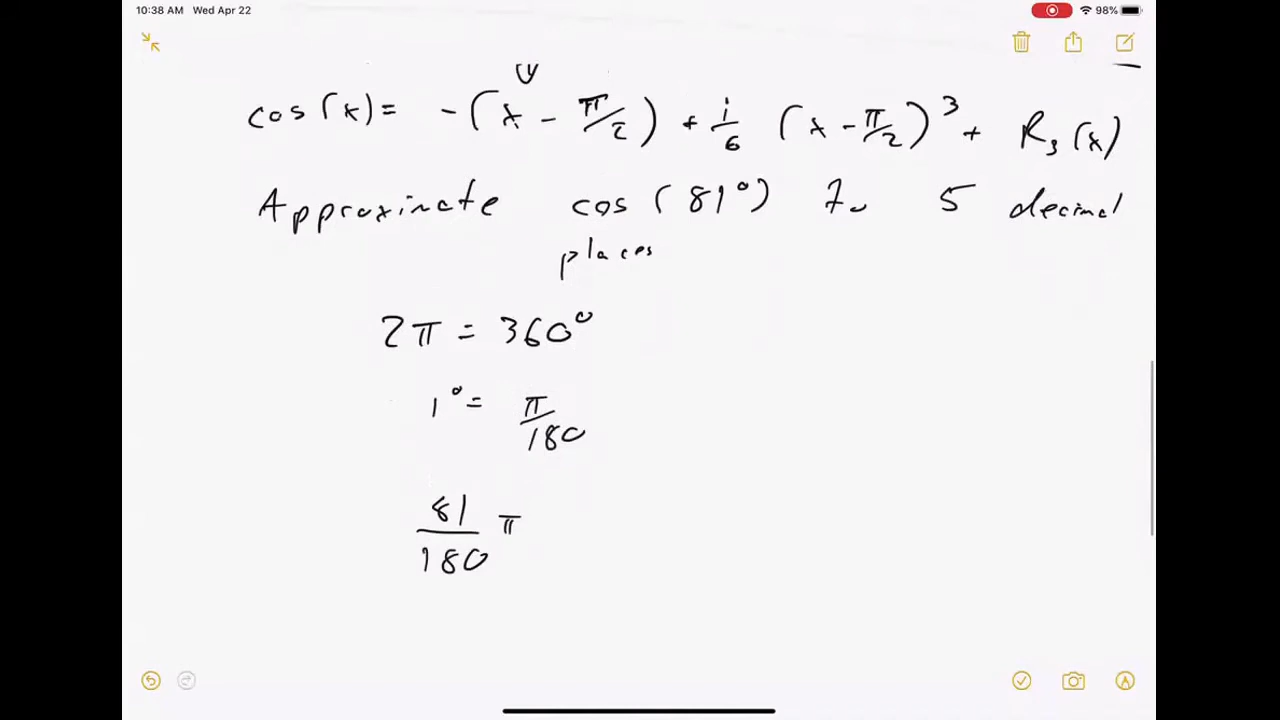 10:38 AM Wed Apr 22 98%
cos(x) = -(x - π/2) + 1/6 (x - π/2)^3 + R_3(x)
Approximate cos(81°) To 5 decimal
places
2π = 360°
1° = π/180
81/180 π